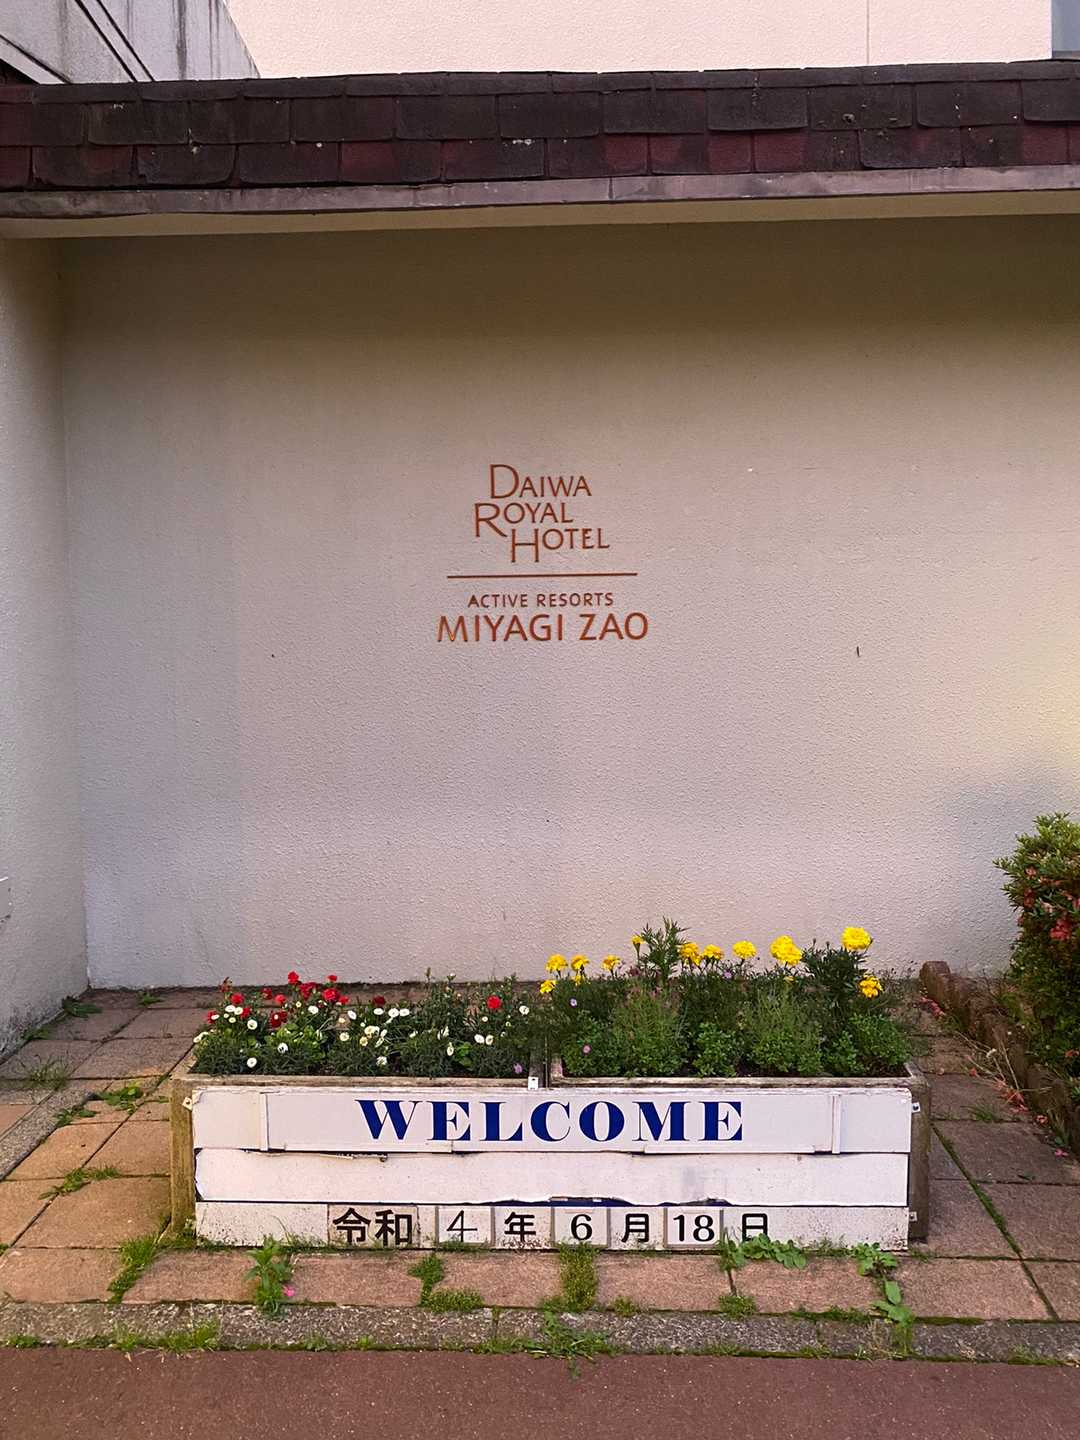 DAIWA
ROYAL
HOTEL
ACTIVE RESORTS
MIYAGI ZAO
WELCOME
令和 4 年 6 月 18 日